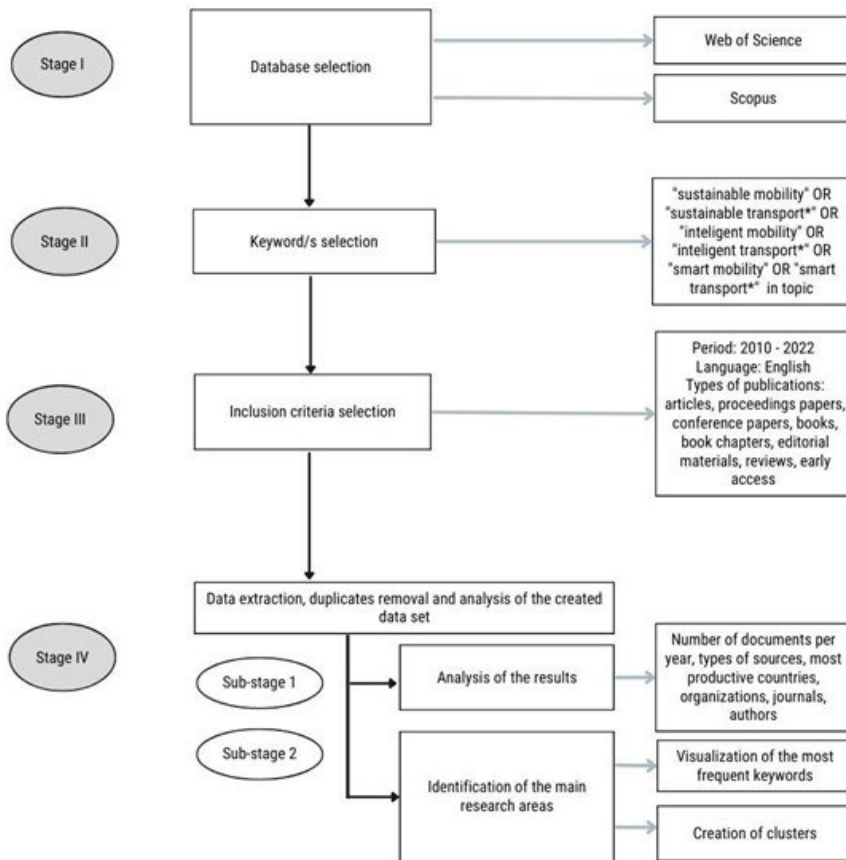 Stage I
Database selection
Web of Science
Scopus
Stage II
Keyword/s selection
"sustainable mobility" OR
"sustainable transport*" OR
"inteligent mobility" OR
"inteligent transport*" OR
"smart mobility" OR "smart
transport*" in topic
Stage III
Inclusion criteria selection
Period: 2010 - 2022
Language: English
Types of publications:
articles, proceedings papers,
conference papers, books,
book chapters, editorial
materials, reviews, early
access
Stage IV
Data extraction, duplicates removal and analysis of the created
data set
Sub-stage 1
Analysis of the results
Number of documents per
year, types of sources, most
productive countries,
organizations, journals,
authors
Sub-stage 2
Identification of the main
research areas
Visualization of the most
frequent keywords
Creation of clusters